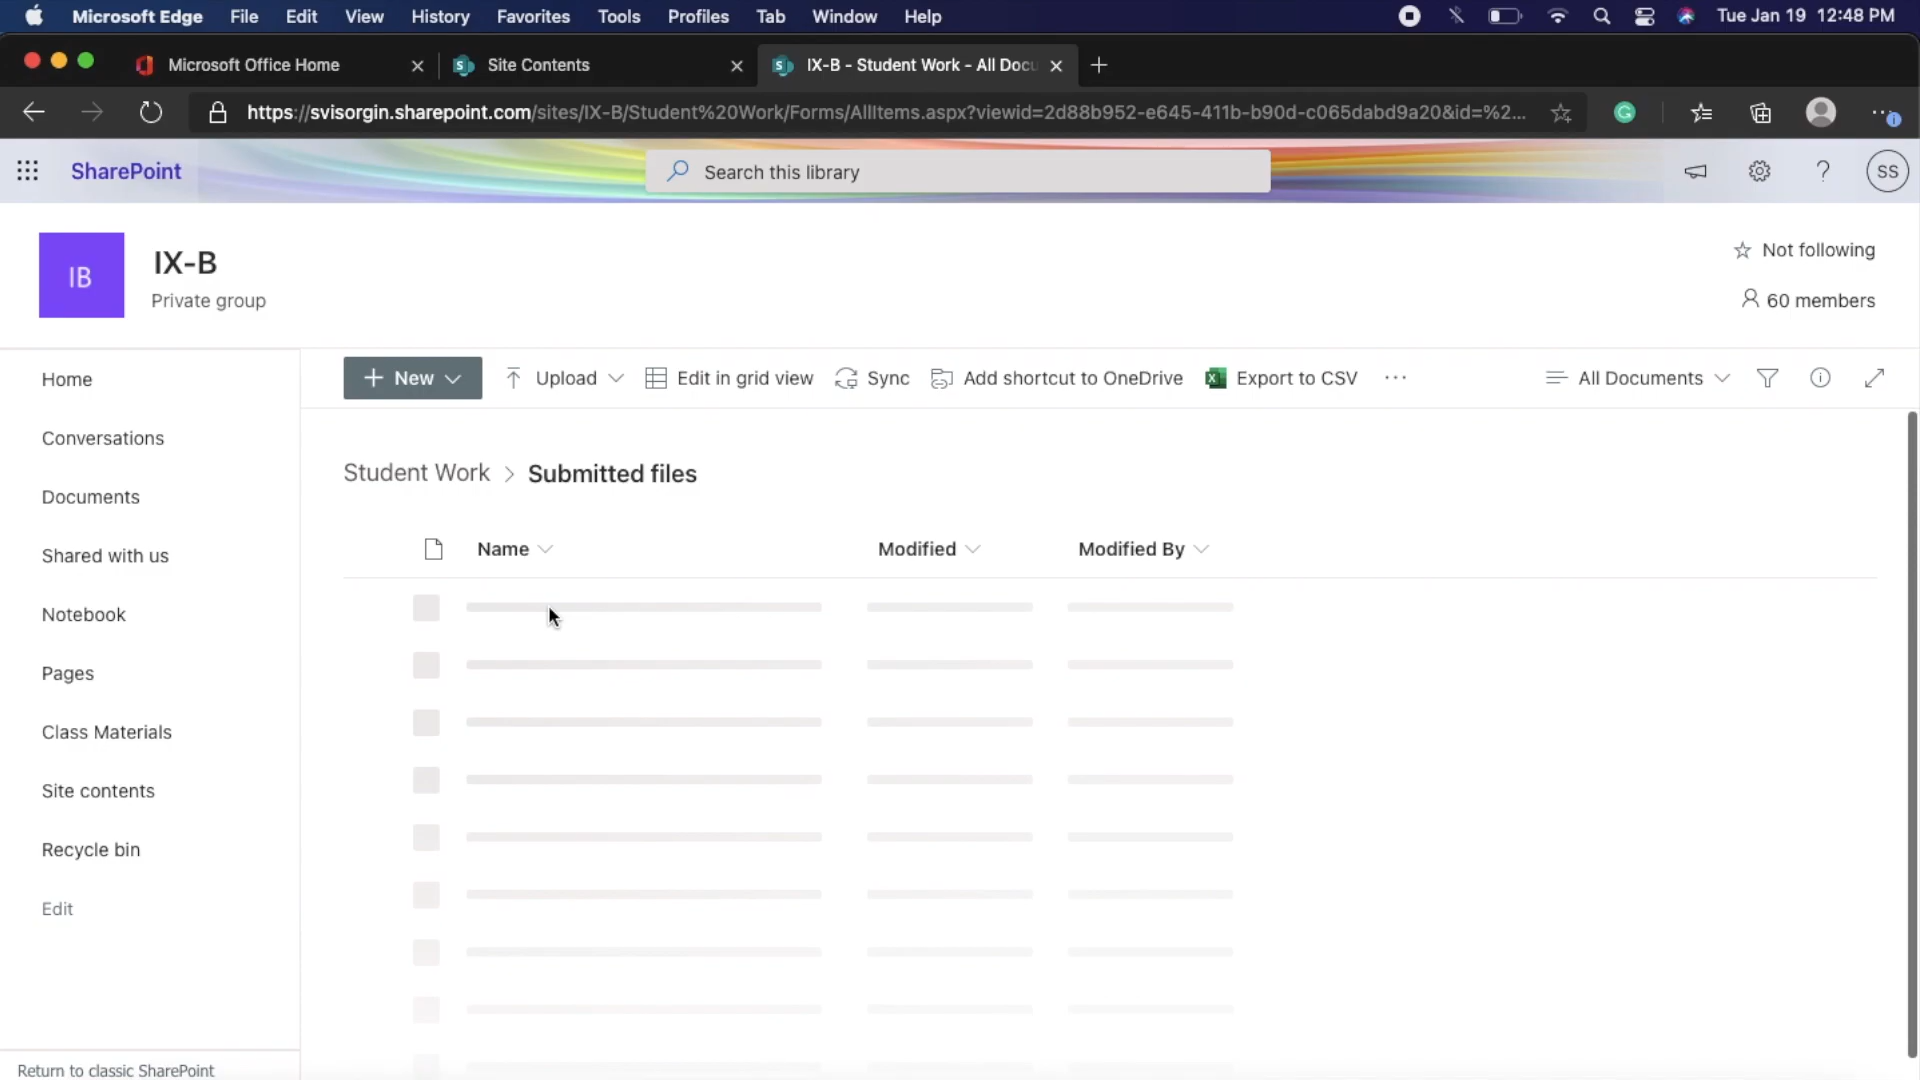 Microsoft Edge File Edit View History Favorites Tools Profiles Tab Window Help Tue Jan 19 12:48 PM
Microsoft Office Home Site Contents IX-B - Student Work - All Docu
https://svisorgin.sharepoint.com/sites/IX-B/Student%20Work/Forms/AllItems.aspx?viewid=2d88b952-e645-411b-b90d-c065dabd9a20&id=%2...
SharePoint Search this library ? SS
IB IX-B Not following
Private group 60 members
New Upload Edit in grid view Sync Add shortcut to OneDrive Export to CSV ... All Documents
Student Work > Submitted files
Name Modified Modified By
Home
Conversations
Documents
Shared with us
Notebook
Pages
Class Materials
Site contents
Recycle bin
Edit
Return to classic SharePoint